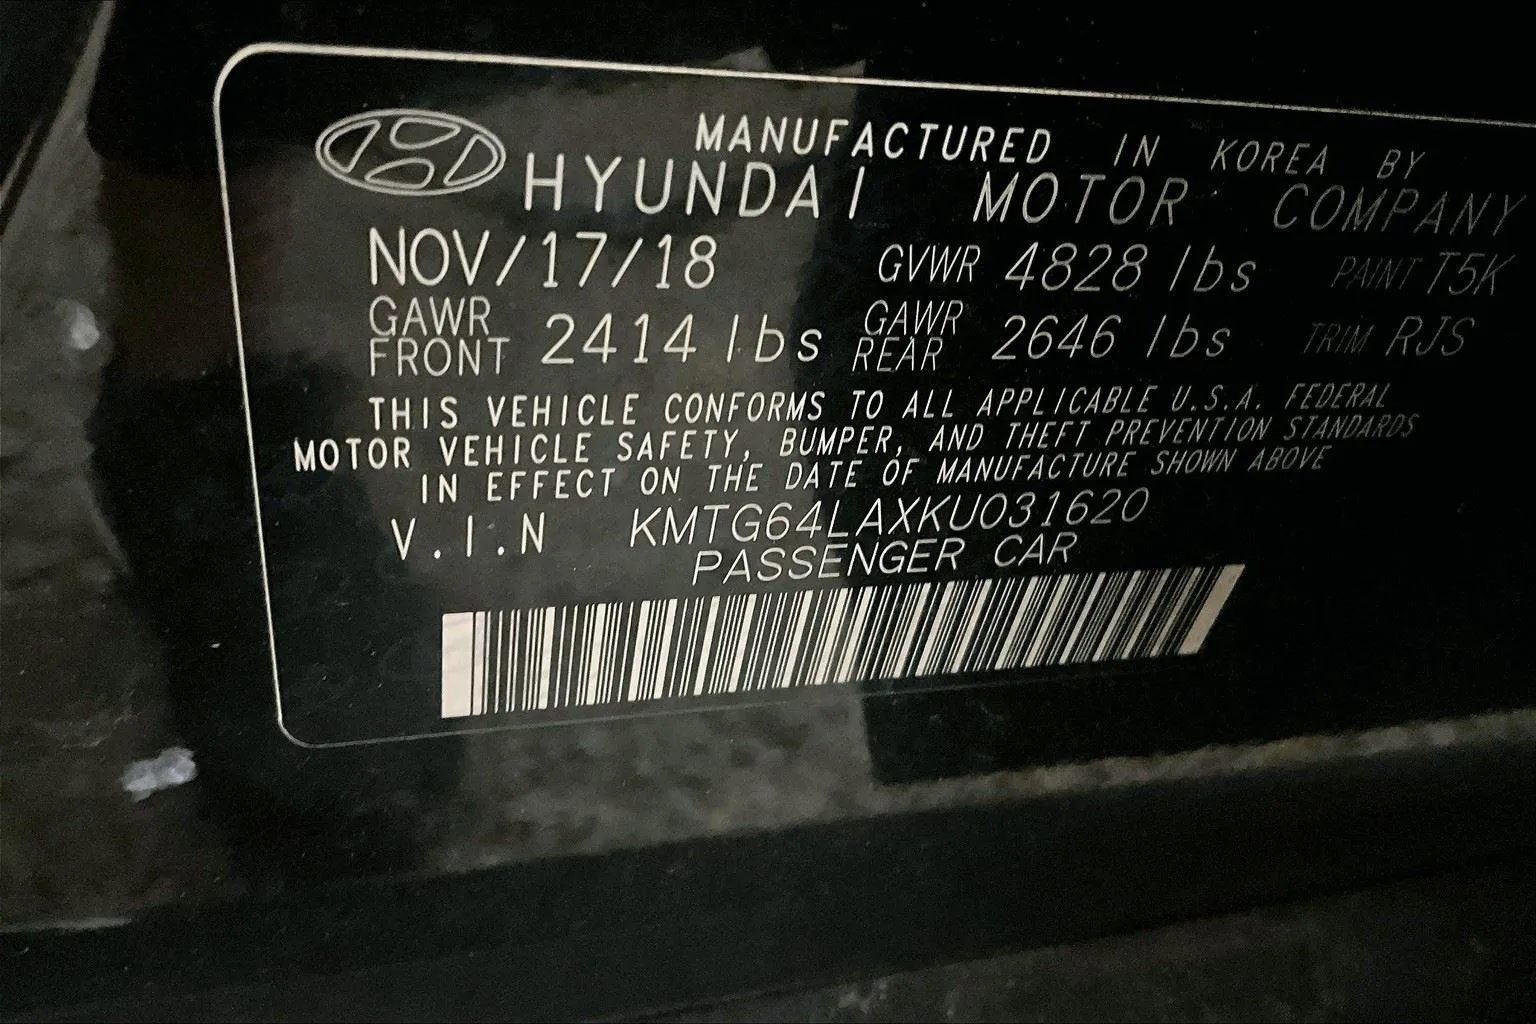 MANUFACTURED IN KOREA BY
HYUNDAI MOTOR COMPANY
NOV/17/18 GVWR 4828 lbs PAINT T5K
GAWR FRONT 2414 lbs GAWR REAR 2646 lbs TRIM RJS
THIS VEHICLE CONFORMS TO ALL APPLICABLE U.S.A. FEDERAL
MOTOR VEHICLE SAFETY, BUMPER, AND THEFT PREVENTION STANDARDS
IN EFFECT ON THE DATE OF MANUFACTURE SHOWN ABOVE
V.I.N KMTG64LAXKU031620
PASSENGER CAR